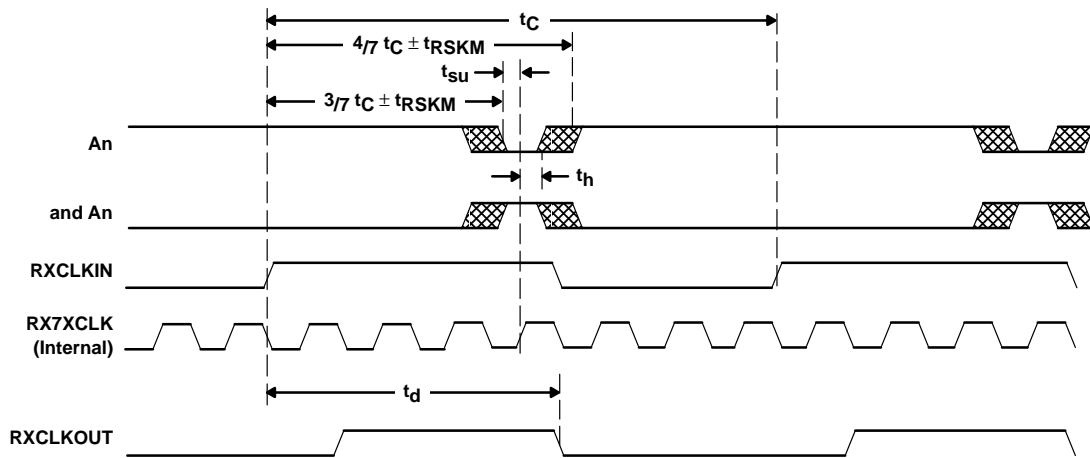 tC
4/7 tC ± tRSKM
tsu
3/7 tC ± tRSKM
An
th
and An
RXCLKIN
RX7XCLK
(Internal)
td
RXCLKOUT